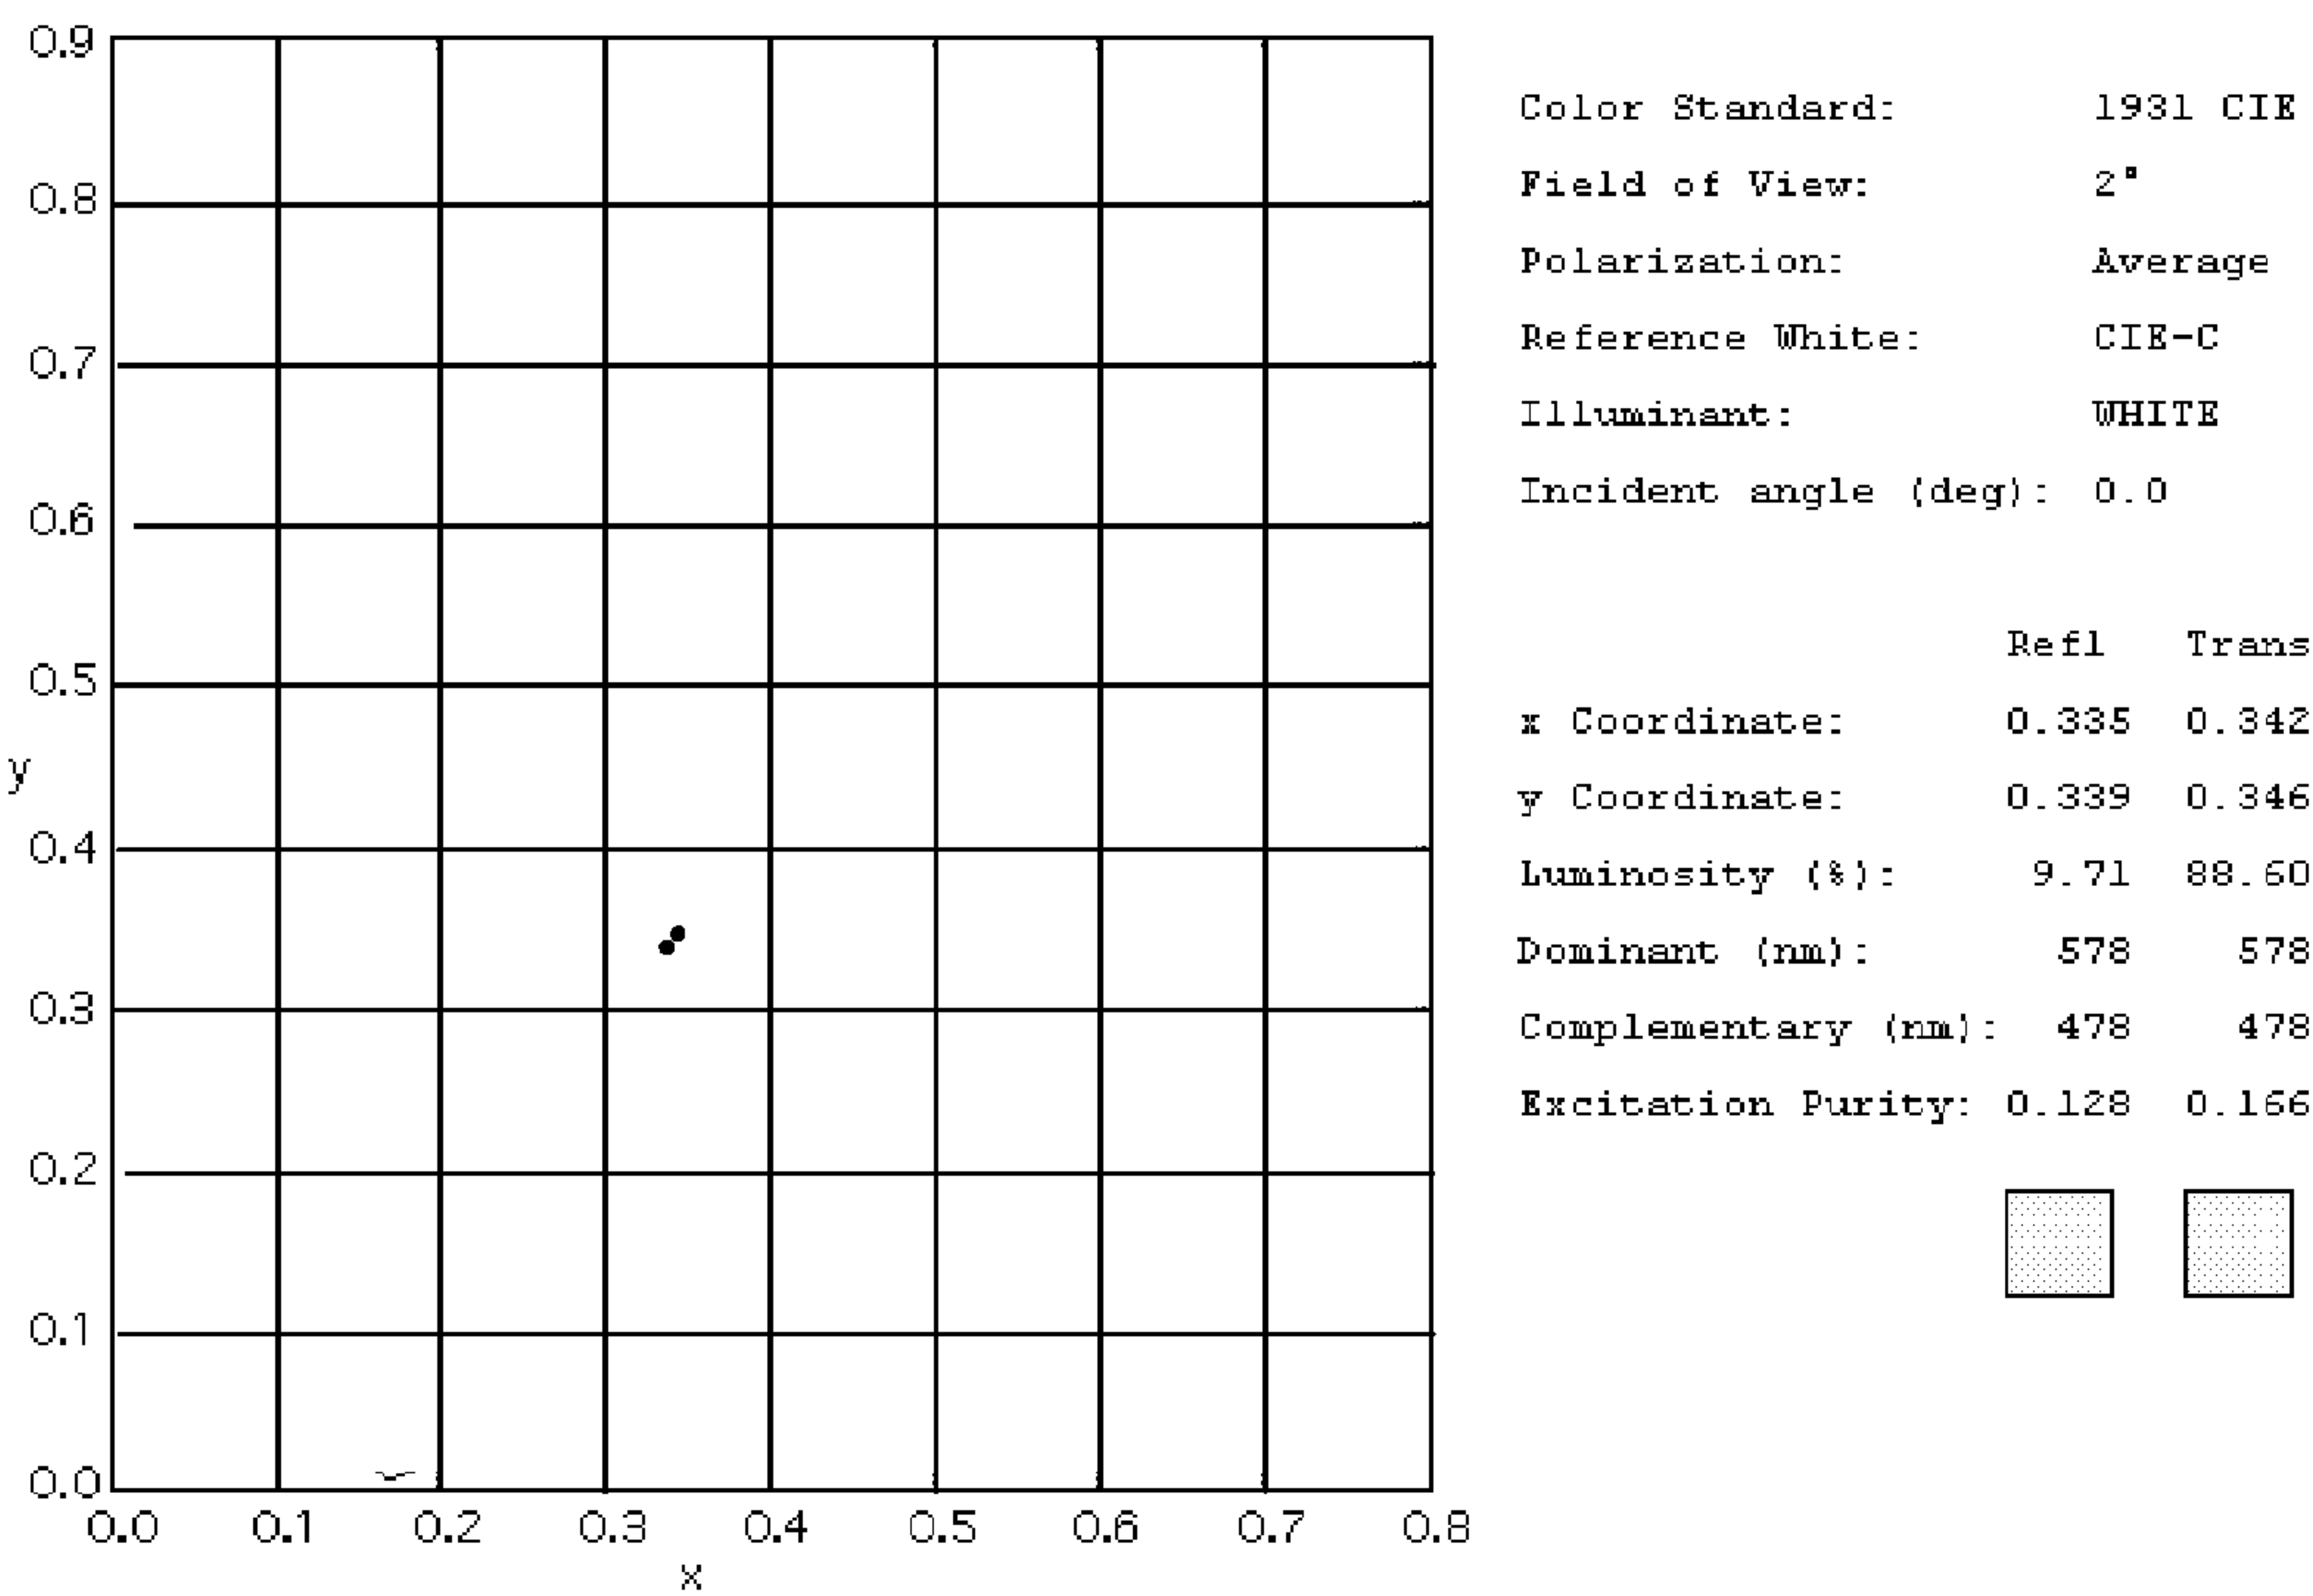 0.9
0.8
0.7
0.6
0.5
y
0.4
0.3
0.2
0.1
0.0
0.0 0.1 0.2 0.3 0.4 0.5 0.6 0.7 0.8
x
Color Standard: 1931 CIE
Field of View: 2°
Polarization: Average
Reference White: CIE-C
Illuminant: WHITE
Incident angle (deg): 0.0
Refl Trans
x Coordinate: 0.335 0.342
y Coordinate: 0.339 0.346
Luminosity (%): 9.71 88.60
Dominant (nm): 578 578
Complementary (nm): 478 478
Excitation Purity: 0.128 0.166